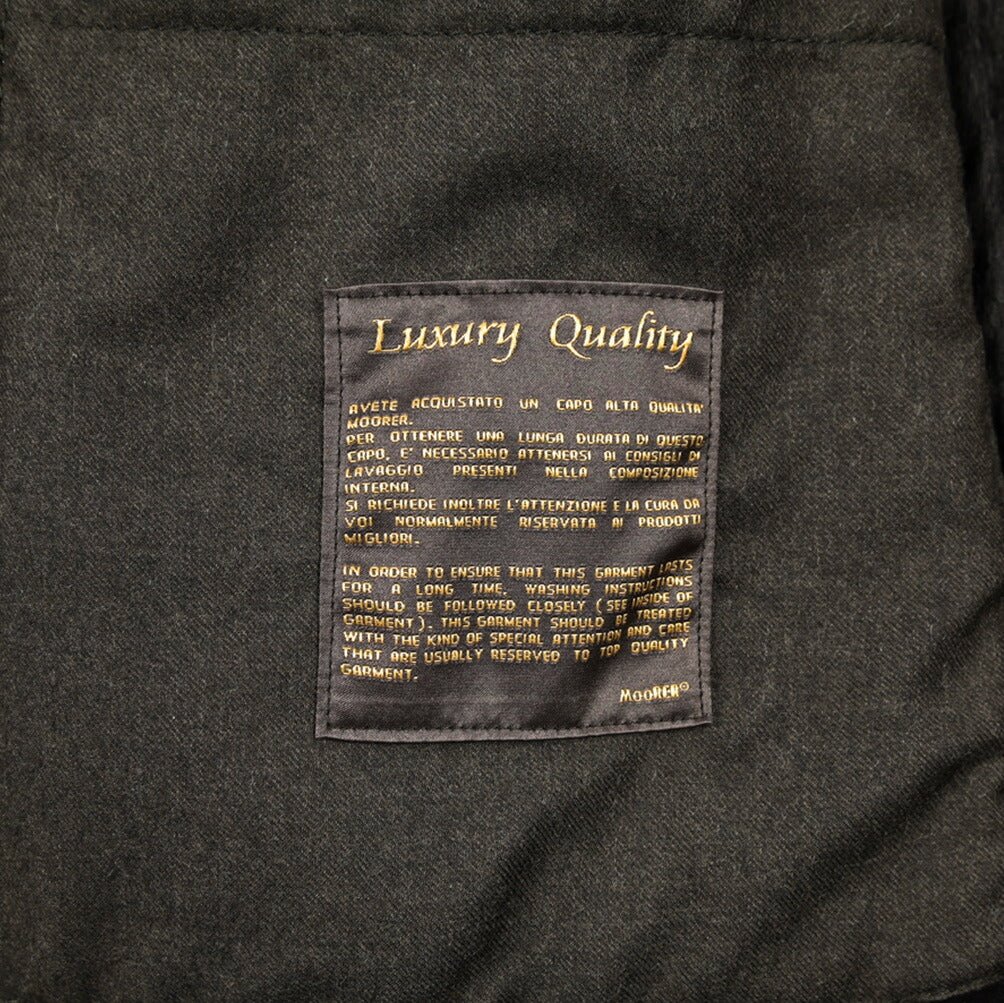 Luxury Quality
AVETE ACQUISTATO UN CAPO ALTA QUALITA'
MOORER.
PER OTTENERE UNA LUNGA DURATA DI QUESTO
CAPO, E' NECESSARIO ATTENERSI AI CONSIGLI DI
LAVAGGIO PRESENTI NELLA COMPOSIZIONE
INTERNA.
SI RICHIEDE INOLTRE L'ATTENZIONE E LA CURA DA
VOI NORMALMENTE RISERVATA AI PRODOTTI
MIGLIORI.
IN ORDER TO ENSURE THAT THIS GARMENT LASTS
FOR A LONG TIME, WASHING INSTRUCTIONS
SHOULD BE FOLLOWED CLOSELY (SEE INSIDE OF
GARMENT). THIS GARMENT SHOULD BE TREATED
WITH THE KIND OF SPECIAL ATTENTION AND CARE
THAT ARE USUALLY RESERVED TO TOP QUALITY
GARMENT.
MOORER®